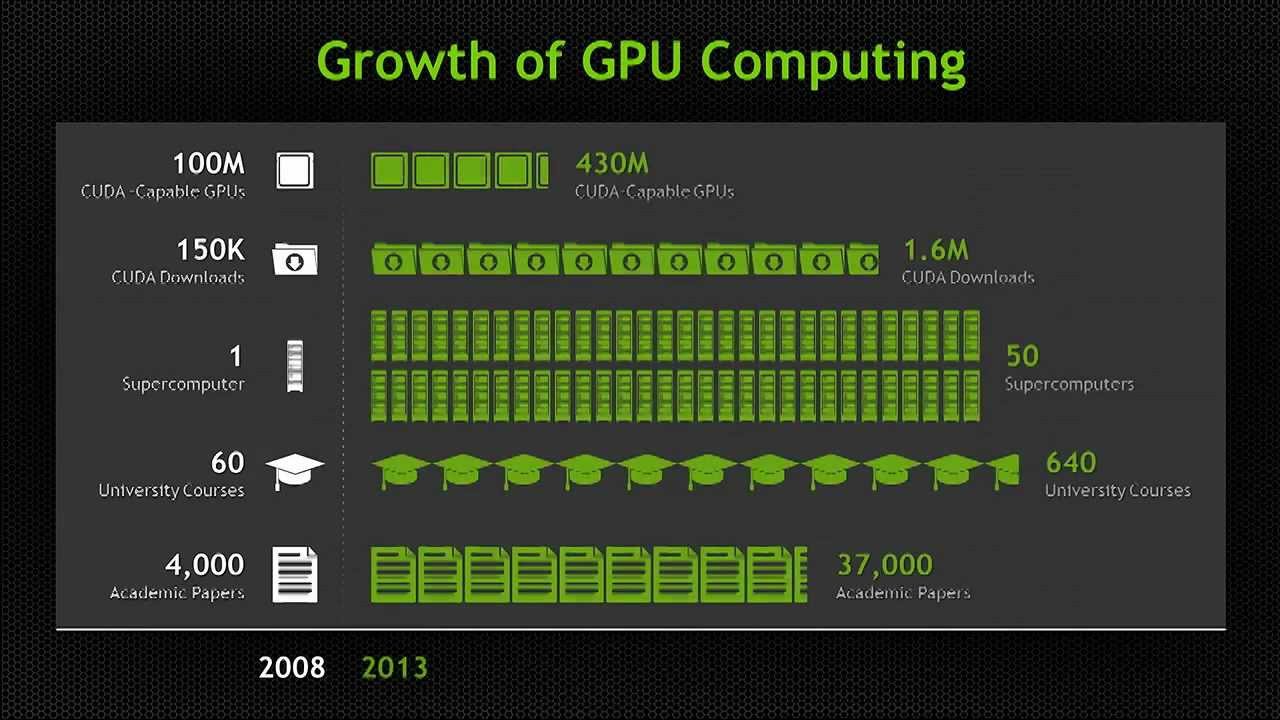 Growth of GPU Computing
100M
CUDA -Capable GPUs
430M
CUDA-Capable GPUs
150K
CUDA Downloads
1.6M
CUDA Downloads
1
Supercomputer
50
Supercomputers
60
University Courses
640
University Courses
4,000
Academic Papers
37,000
Academic Papers
2008
2013